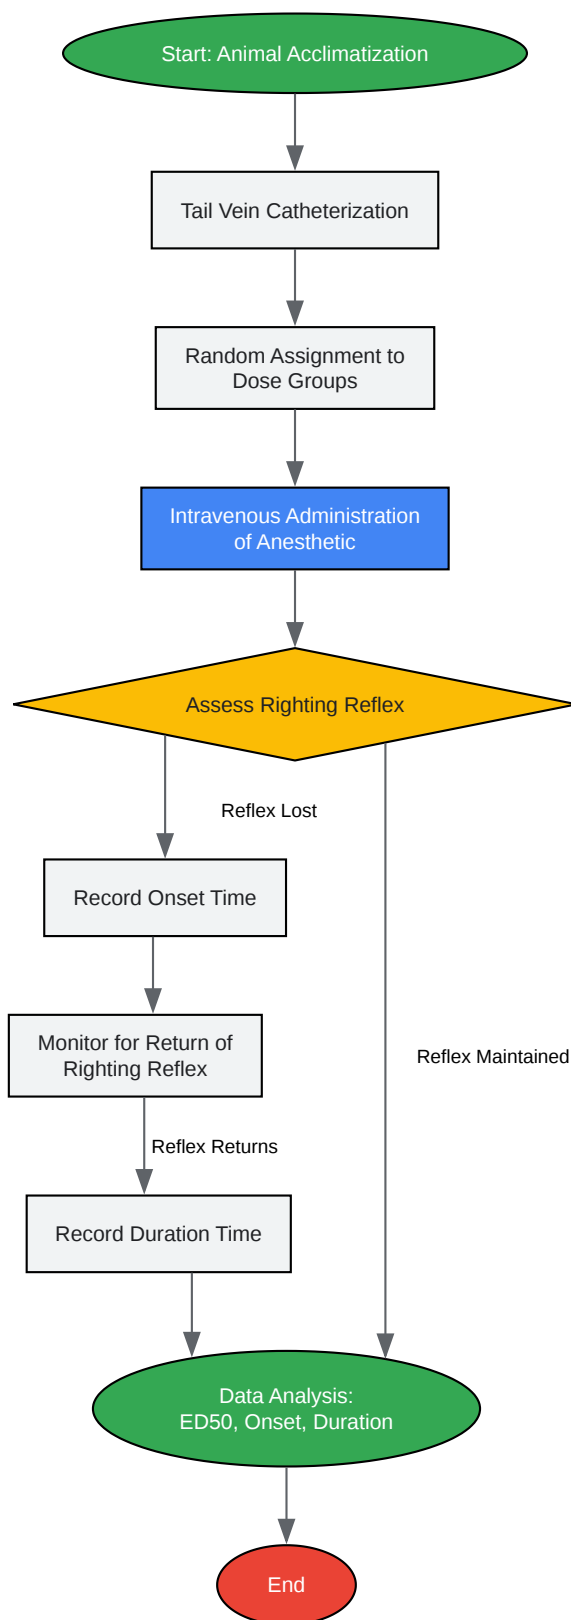 Start: Animal Acclimatization
Tail Vein Catheterization
Random Assignment to
Dose Groups
Intravenous Administration
of Anesthetic
Assess Righting Reflex
Reflex Lost
Record Onset Time
Monitor for Return of
Righting Reflex
Reflex Maintained
Reflex Returns
Record Duration Time
Data Analysis:
ED50, Onset, Duration
End